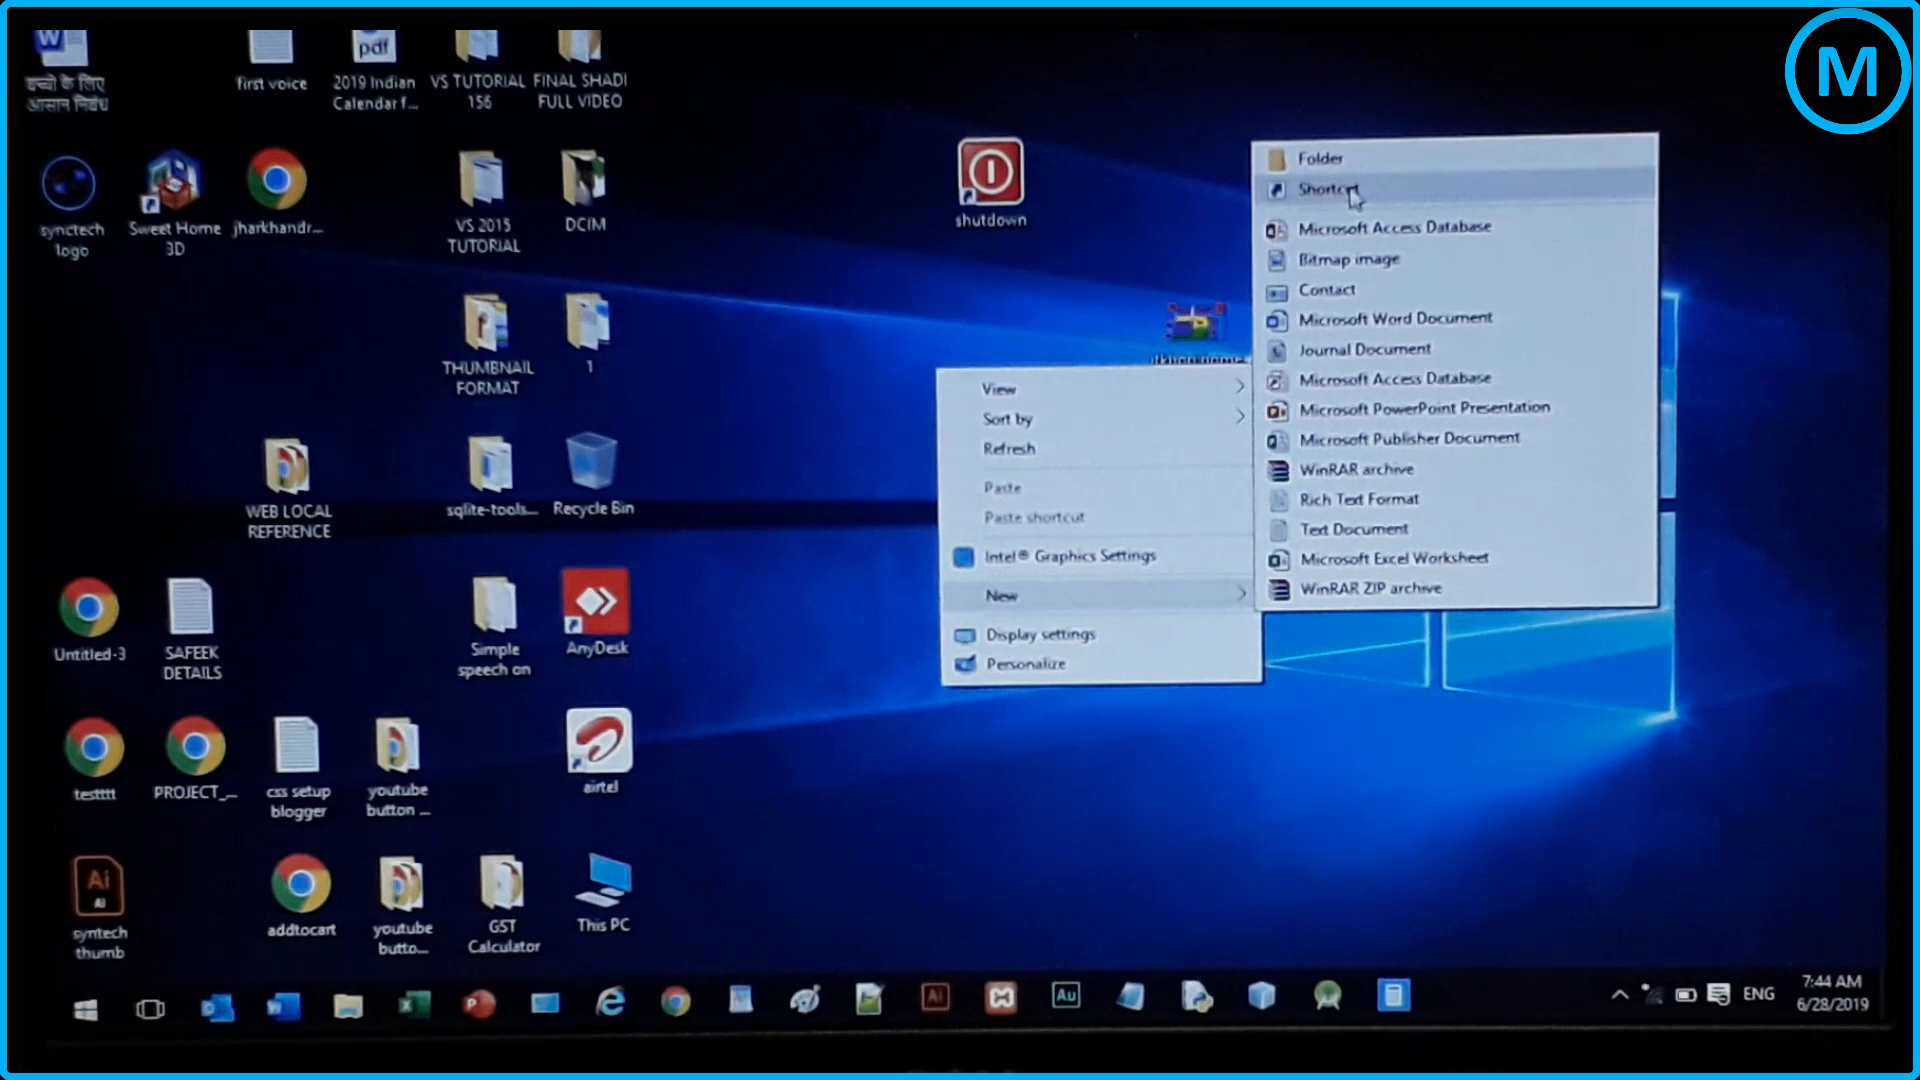 M
बच्चो के लिए
आसान निबंध
first voice
pdf
2019 Indian
Calendar f...
VS TUTORIAL
156
FINAL SHADI
FULL VIDEO
synctech
logo
Sweet Home
3D
jharkhandr...
VS 2015
TUTORIAL
DCIM
shutdown
THUMBNAIL
FORMAT
1
WEB LOCAL
REFERENCE
sqlite-tools...
Recycle Bin
Untitled-3
SAFEEK
DETAILS
Simple
speech on
AnyDesk
testttt
PROJECT_...
css setup
blogger
youtube
button ...
airtel
Ai
AI
syntech
thumb
addtocart
youtube
butto...
GST
Calculator
This PC
View
Sort by
Refresh
Paste
Paste shortcut
Intel® Graphics Settings
New
Display settings
Personalize
Folder
Shortcut
Microsoft Access Database
Bitmap image
Contact
Microsoft Word Document
Journal Document
Microsoft Access Database
Microsoft PowerPoint Presentation
Microsoft Publisher Document
WinRAR archive
Rich Text Format
Text Document
Microsoft Excel Worksheet
WinRAR ZIP archive
Ai
Au
ENG
7:44 AM
6/28/2019